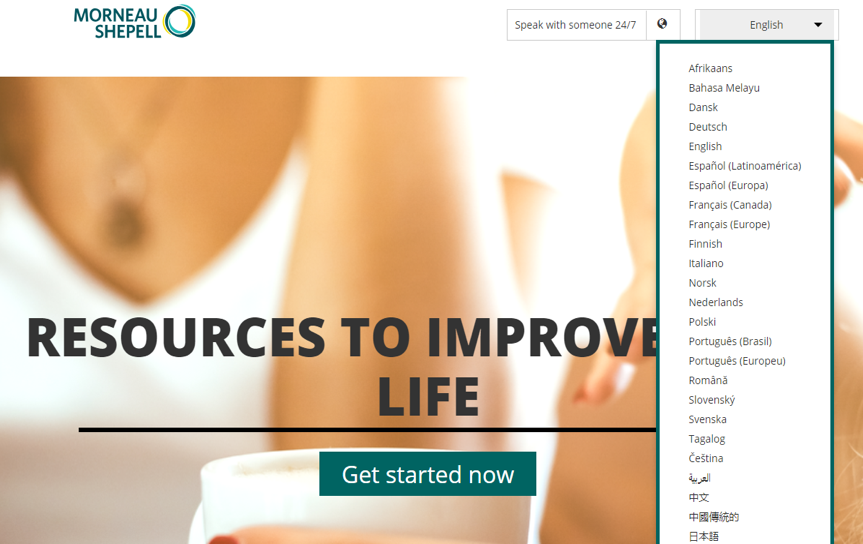 MORNEAU
SHEPELL
Speak with someone 24/7
English
Afrikaans
Bahasa Melayu
Dansk
Deutsch
English
Español (Latinoamérica)
Español (Europa)
Français (Canada)
Français (Europe)
Finnish
Italiano
Norsk
Nederlands
Polski
Português (Brasil)
Português (Europeu)
Română
Slovenský
Svenska
Tagalog
Čeština
العربية
中文
中國傳統的
日本語
RESOURCES TO IMPROVE
LIFE
Get started now